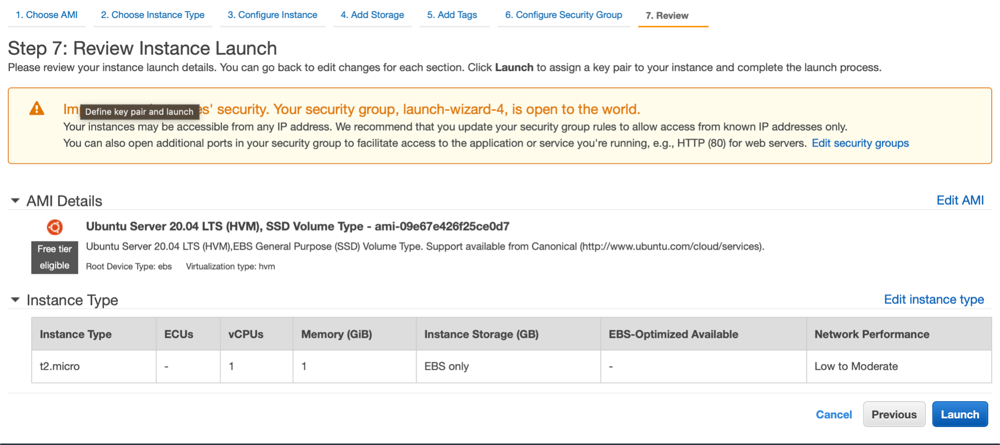 1. Choose AMI 2. Choose Instance Type 3. Configure Instance 4. Add Storage 5. Add Tags 6. Configure Security Group 7. Review
Step 7: Review Instance Launch
Please review your instance launch details. You can go back to edit changes for each section. Click Launch to assign a key pair to your instance and complete the launch process.
Define key pair and launch
security. Your security group, launch-wizard-4, is open to the world.
Your instances may be accessible from any IP address. We recommend that you update your security group rules to allow access from known IP addresses only.
You can also open additional ports in your security group to facilitate access to the application or service you're running, e.g., HTTP (80) for web servers. Edit security groups
AMI Details Edit AMI
Ubuntu Server 20.04 LTS (HVM), SSD Volume Type - ami-09e67e426f25ce0d7
Free tier
eligible
Ubuntu Server 20.04 LTS (HVM),EBS General Purpose (SSD) Volume Type. Support available from Canonical (http://www.ubuntu.com/cloud/services).
Root Device Type: ebs Virtualization type: hvm
Instance Type Edit instance type
Instance Type ECUs vCPUs Memory (GiB) Instance Storage (GB) EBS-Optimized Available Network Performance
t2.micro - 1 1 EBS only - Low to Moderate
Cancel Previous Launch